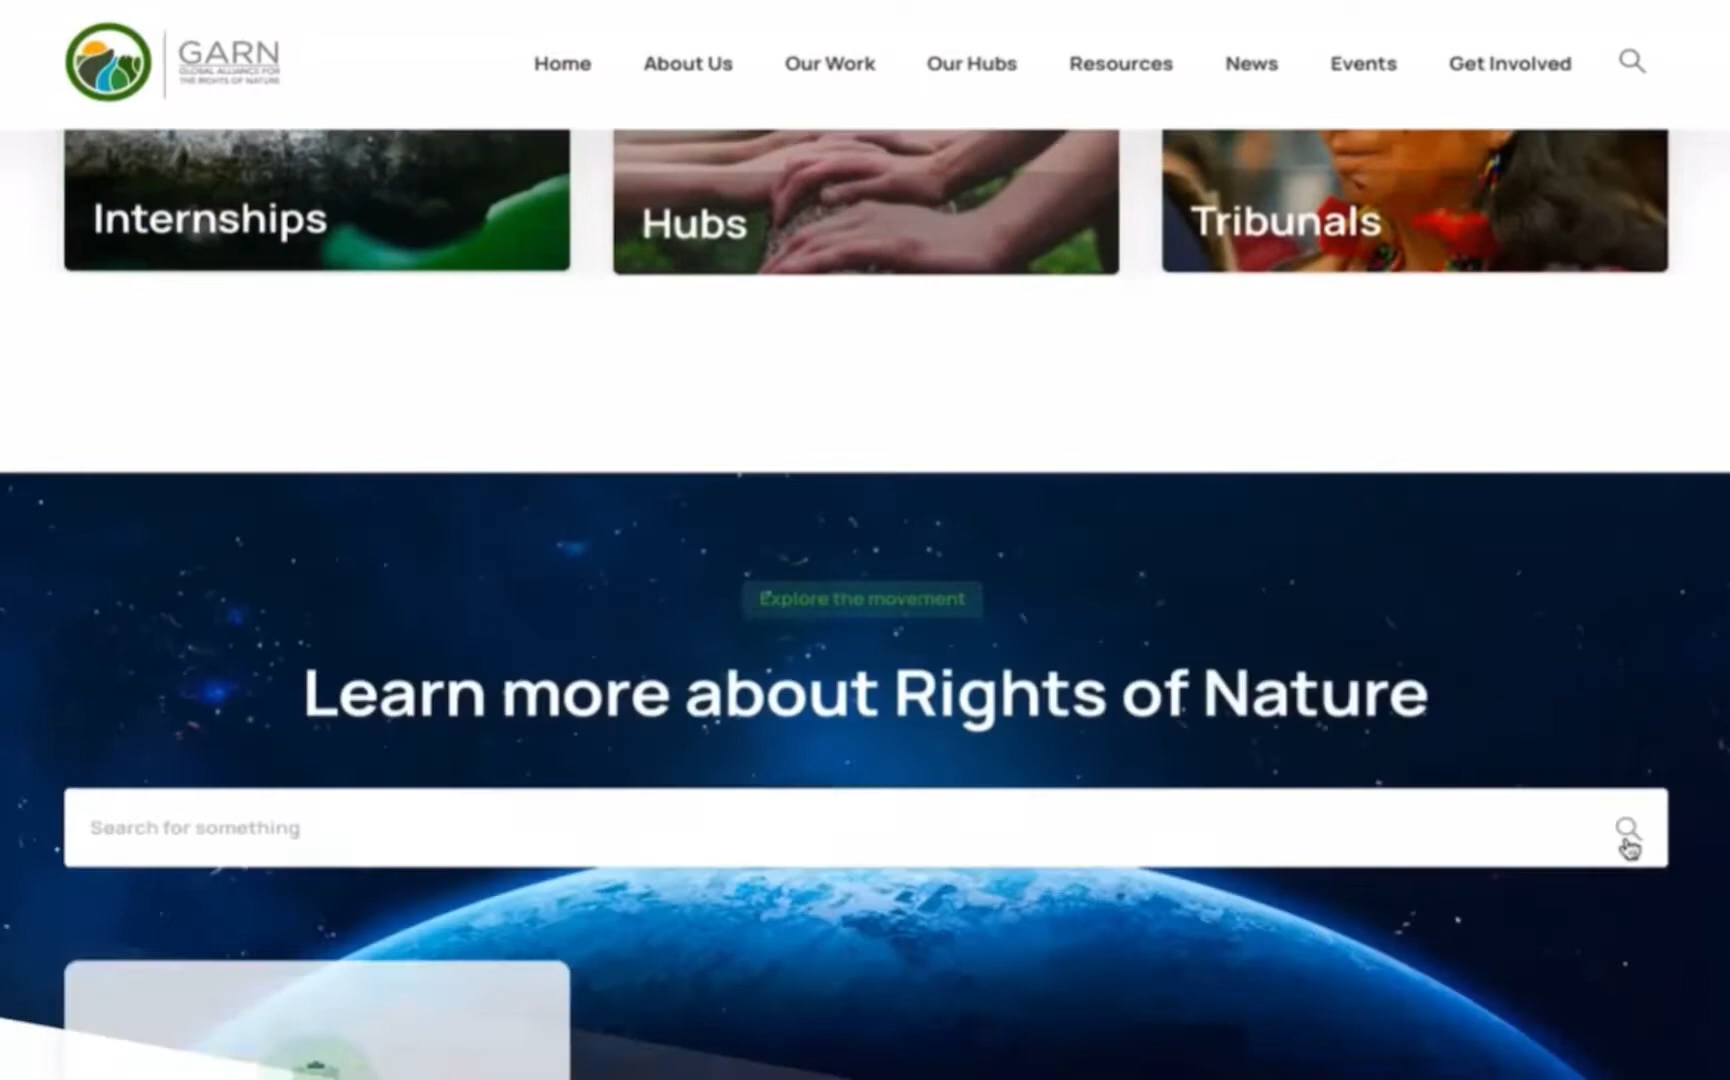 GARN
GLOBAL ALLIANCE FOR
THE RIGHTS OF NATURE
Home
About Us
Our Work
Our Hubs
Resources
News
Events
Get Involved
Internships
Hubs
Tribunals
Explore the movement
Learn more about Rights of Nature
Search for something